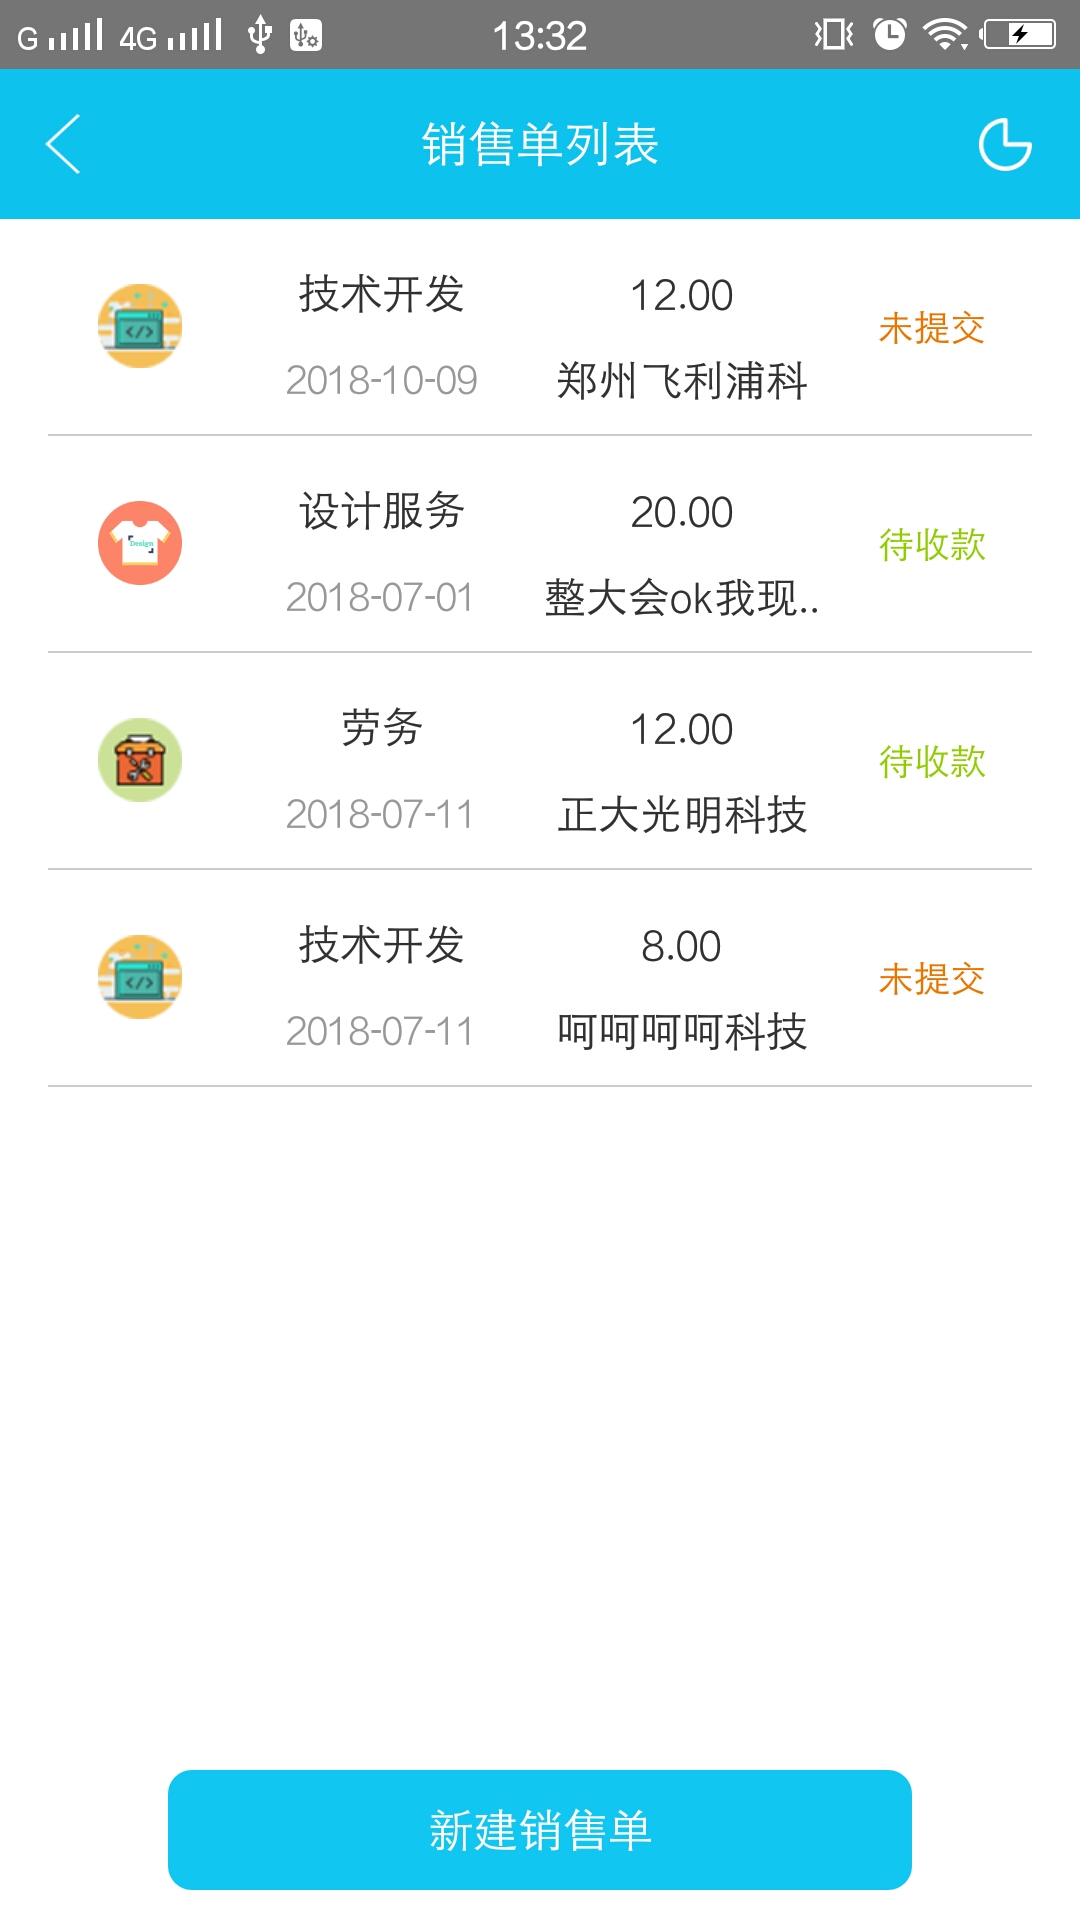 G 4G 13:32
销售单列表
技术开发 12.00
未提交
2018-10-09 郑州飞利浦科
设计服务 20.00
待收款
Design
2018-07-01 整大会ok我现..
劳务 12.00
待收款
2018-07-11 正大光明科技
技术开发 8.00
未提交
2018-07-11 呵呵呵呵科技
新建销售单